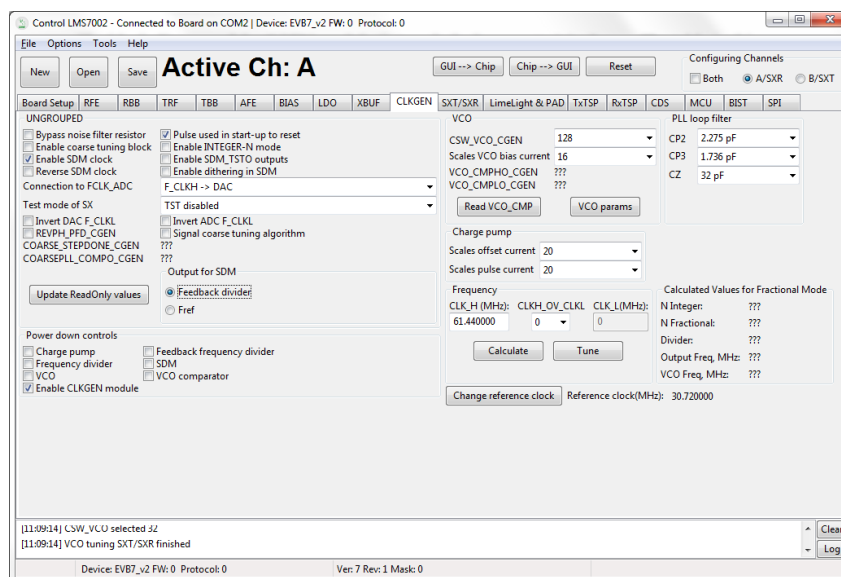 Control LMS7002 - Connected to Board on COM2 | Device: EVB7_v2 FW: 0 Protocol: 0
File Options Tools Help
New Open Save Active Ch: A GUI --> Chip Chip --> GUI Reset
Configuring Channels
Both A/SXR B/SXT
Board Setup RFE RBB TRF TBB AFE BIAS LDO XBUF CLKGEN SXT/SXR LimeLight & PAD TxTSP RxTSP CDS MCU BIST SPI
UNGROUPED
Bypass noise filter resistor Pulse used in start-up to reset
Enable coarse tuning block Enable INTEGER-N mode
Enable SDM clock Enable SDM_TSTO outputs
Reverse SDM clock Enable dithering in SDM
Connection to FCLK_ADC F_CLKH -> DAC
Test mode of SX TST disabled
Invert DAC F_CLKL Invert ADC F_CLKL
REVPH_PFD_CGEN Signal coarse tuning algorithm
COARSE_STEPDONE_CGEN ???
COARSEPLL_COMPO_CGEN ???
Output for SDM
Update ReadOnly values
Feedback divider
Fref
Power down controls
Charge pump Feedback frequency divider
Frequency divider SDM
VCO VCO comparator
Enable CLKGEN module
VCO
CSW_VCO_CGEN 128
Scales VCO bias current 16
VCO_CMPHO_CGEN ???
VCO_CMPLO_CGEN ???
Read VCO_CMP VCO params
PLL loop filter
CP2 2.275 pF
CP3 1.736 pF
CZ 32 pF
Charge pump
Scales offset current 20
Scales pulse current 20
Frequency
CLK_H (MHz): CLKH_OV_CLKL CLK_L(MHz):
61.440000 0 0
Calculate Tune
Calculated Values for Fractional Mode
N Integer: ???
N Fractional: ???
Divider: ???
Output Freq, MHz: ???
VCO Freq, MHz: ???
Change reference clock Reference clock(MHz): 30.720000
[11:09:14] CSW_VCO selected 32
[11:09:14] VCO tuning SXT/SXR finished
Clear
Log
Device: EVB7_v2 FW: 0 Protocol: 0 Ver: 7 Rev: 1 Mask: 0